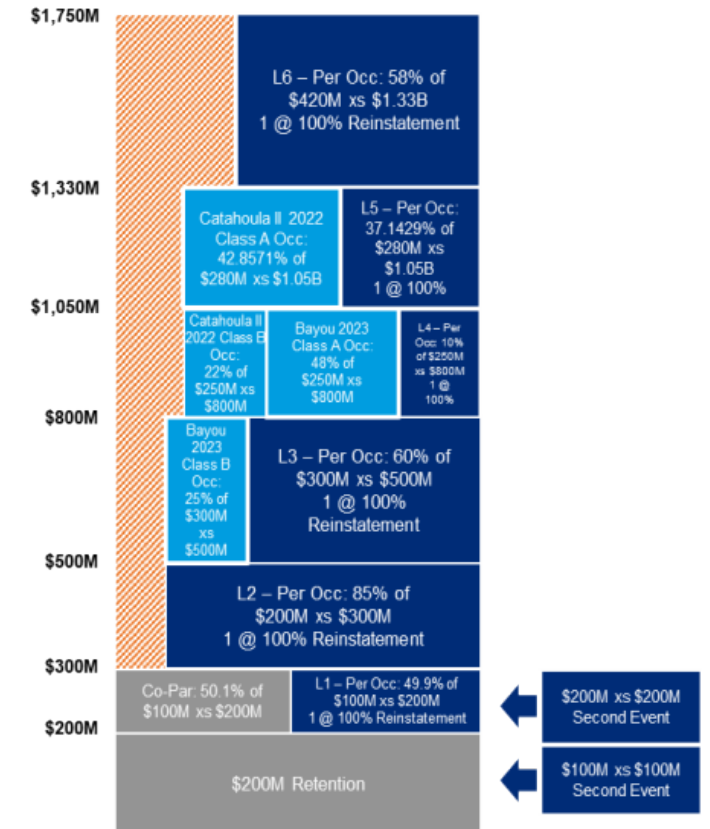 $1,750M
L6 – Per Occ: 58% of
$420M xs $1.33B
1 @ 100% Reinstatement
$1,330M
Catahoula II 2022
Class A Occ:
42.8571% of
$280M xs $1.05B
L5 – Per Occ:
37.1429% of
$280M xs
$1.05B
1 @ 100%
$1,050M
Catahoula II
2022 Class B
Occ:
22% of
$250M xs
$800M
Bayou 2023
Class A Occ:
48% of
$250M xs
$800M
L4 – Per
Occ: 10%
of $250M
xs $800M
1 @
100%
$800M
Bayou
2023
Class B
Occ:
25% of
$300M
xs
$500M
L3 – Per Occ: 60% of
$300M xs $500M
1 @ 100%
Reinstatement
$500M
L2 – Per Occ: 85% of
$200M xs $300M
1 @ 100% Reinstatement
$300M
Co-Par: 50.1% of
$100M xs $200M
L1 – Per Occ: 49.9% of
$100M xs $200M
1 @ 100% Reinstatement
$200M xs $200M
Second Event
$200M
$200M Retention
$100M xs $100M
Second Event